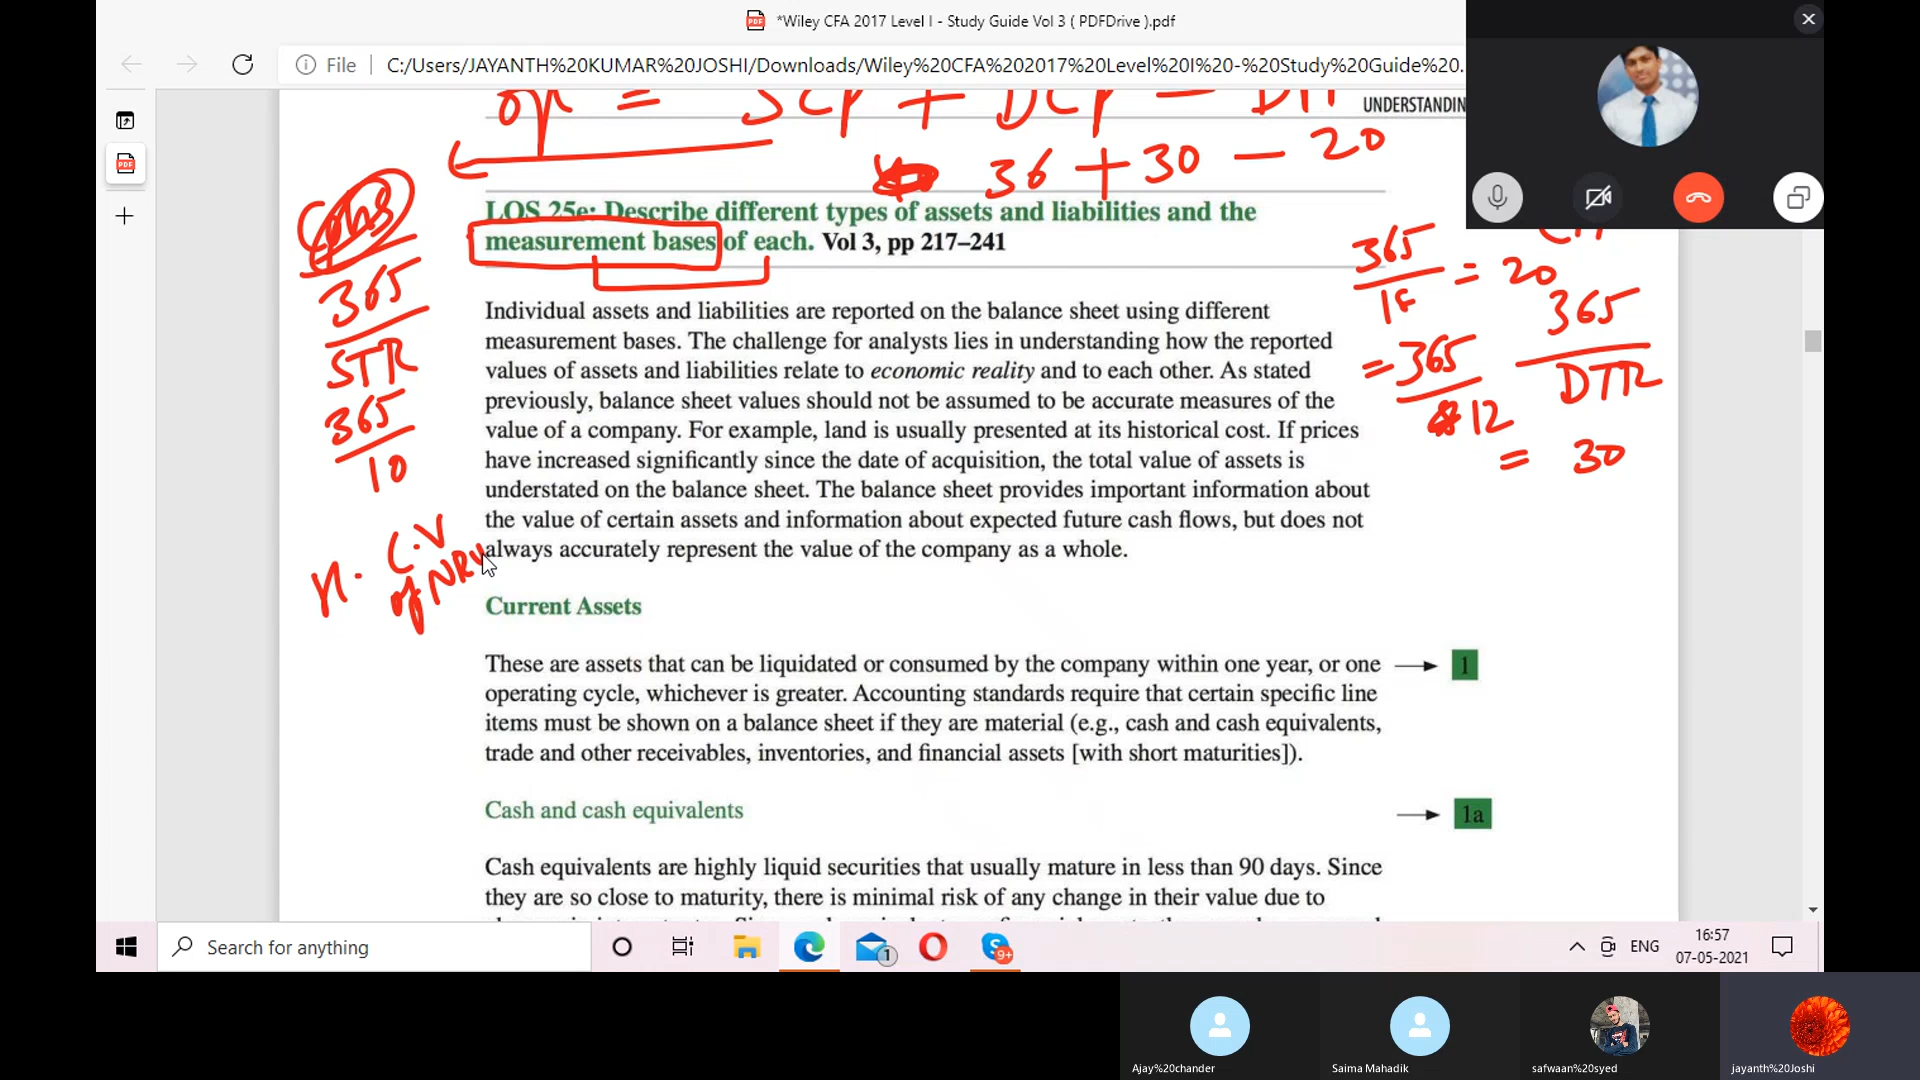 *Wiley CFA 2017 Level I - Study Guide Vol 3 ( PDFDrive ).pdf
File
C:/Users/JAYANTH%20KUMAR%20JOSHI/Downloads/Wiley%20CFA%202017%20Level%20I%20-%20Study%20Guide%20.
UNDERSTANDIN
36 + 30 - 20
LOS 25e: Describe different types of assets and liabilities and the
measurement bases of each. Vol 3, pp 217–241
365
STR
365
10
365
= 20
= 365
12
= 30
365
DTR
C.V
of NRV
Individual assets and liabilities are reported on the balance sheet using different
measurement bases. The challenge for analysts lies in understanding how the reported
values of assets and liabilities relate to economic reality and to each other. As stated
previously, balance sheet values should not be assumed to be accurate measures of the
value of a company. For example, land is usually presented at its historical cost. If prices
have increased significantly since the date of acquisition, the total value of assets is
understated on the balance sheet. The balance sheet provides important information about
the value of certain assets and information about expected future cash flows, but does not
always accurately represent the value of the company as a whole.
Current Assets
These are assets that can be liquidated or consumed by the company within one year, or one
operating cycle, whichever is greater. Accounting standards require that certain specific line
items must be shown on a balance sheet if they are material (e.g., cash and cash equivalents,
trade and other receivables, inventories, and financial assets [with short maturities]).
1
Cash and cash equivalents
1a
Cash equivalents are highly liquid securities that usually mature in less than 90 days. Since
they are so close to maturity, there is minimal risk of any change in their value due to
Search for anything
1
9+
ENG
16:57
07-05-2021
Ajay%20chander
Saima Mahadik
safwaan%20syed
jayanth%20Joshi